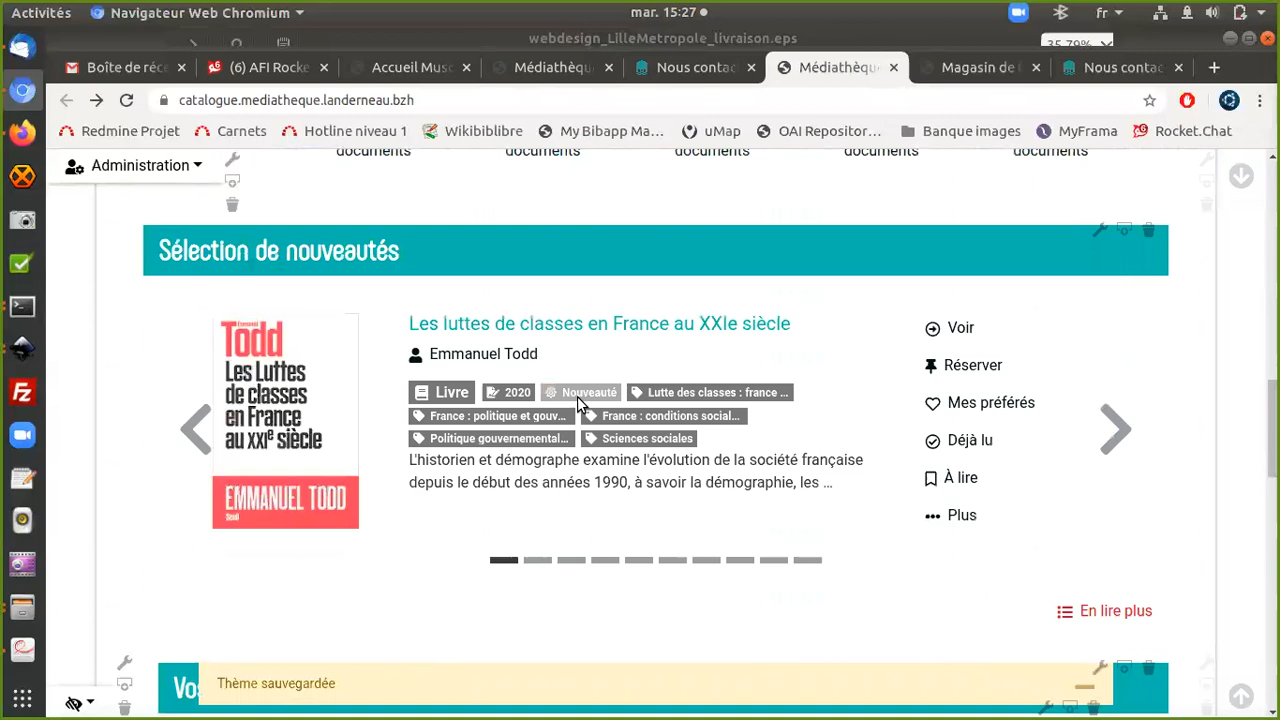 Activités
Navigateur Web Chromium
mar. 15:27
fr
webdesign_LilleMetropole_livraison.eps
35,79%
Boîte de réc
(6) AFI Rocke
Accueil Musc
Médiathèqu
Nous contac
Médiathèqu
Magasin de
Nous contac
catalogue.mediatheque.landerneau.bzh
Redmine Projet
Carnets
Hotline niveau 1
Wikibiblibre
My Bibapp Ma...
uMap
OAI Repositor...
Banque images
MyFrama
Rocket.Chat
Administration
documents
documents
documents
documents
documents
Sélection de nouveautés
Emmanuel
Todd
Les Luttes
de classes
en France
au XXIe siècle
EMMANUEL TODD
Seuil
Les luttes de classes en France au XXIe siècle
Emmanuel Todd
Livre
2020
Nouveauté
Lutte des classes : france ...
France : politique et gouv...
France : conditions social...
Politique gouvernemental...
Sciences sociales
L'historien et démographe examine l'évolution de la société française
depuis le début des années 1990, à savoir la démographie, les ...
Voir
Réserver
Mes préférés
Déjà lu
À lire
Plus
En lire plus
Vos
Thème sauvegardée